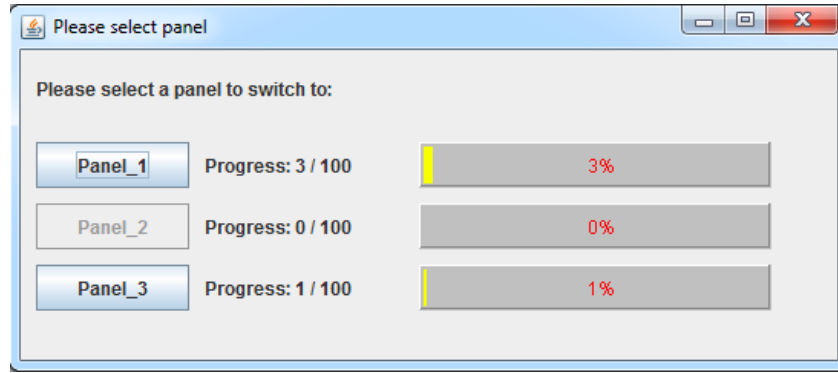 Please select panel
Please select a panel to switch to:
Panel_1 Progress: 3 / 100 3%
Panel_2 Progress: 0 / 100 0%
Panel_3 Progress: 1 / 100 1%